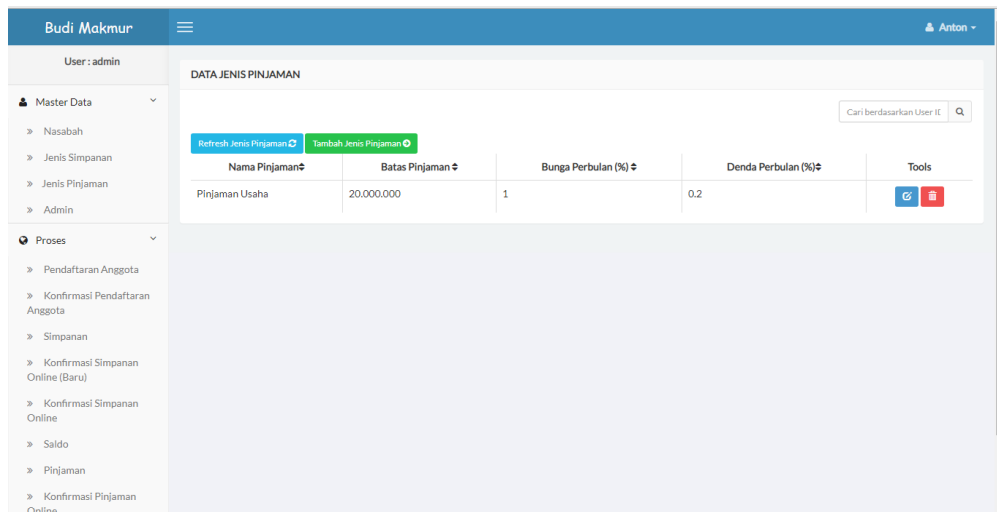 Budi Makmur
Anton
User : admin
DATA JENIS PINJAMAN
Master Data
Cari berdasarkan User ID
Nasabah
Refresh Jenis Pinjaman
Tambah Jenis Pinjaman
Jenis Simpanan
Nama Pinjaman Batas Pinjaman Bunga Perbulan (%) Denda Perbulan (%) Tools
Jenis Pinjaman
Pinjaman Usaha 20.000.000 1 0.2
Admin
Proses
Pendaftaran Anggota
Konfirmasi Pendaftaran
Anggota
Simpanan
Konfirmasi Simpanan
Online (Baru)
Konfirmasi Simpanan
Online
Saldo
Pinjaman
Konfirmasi Pinjaman
Online